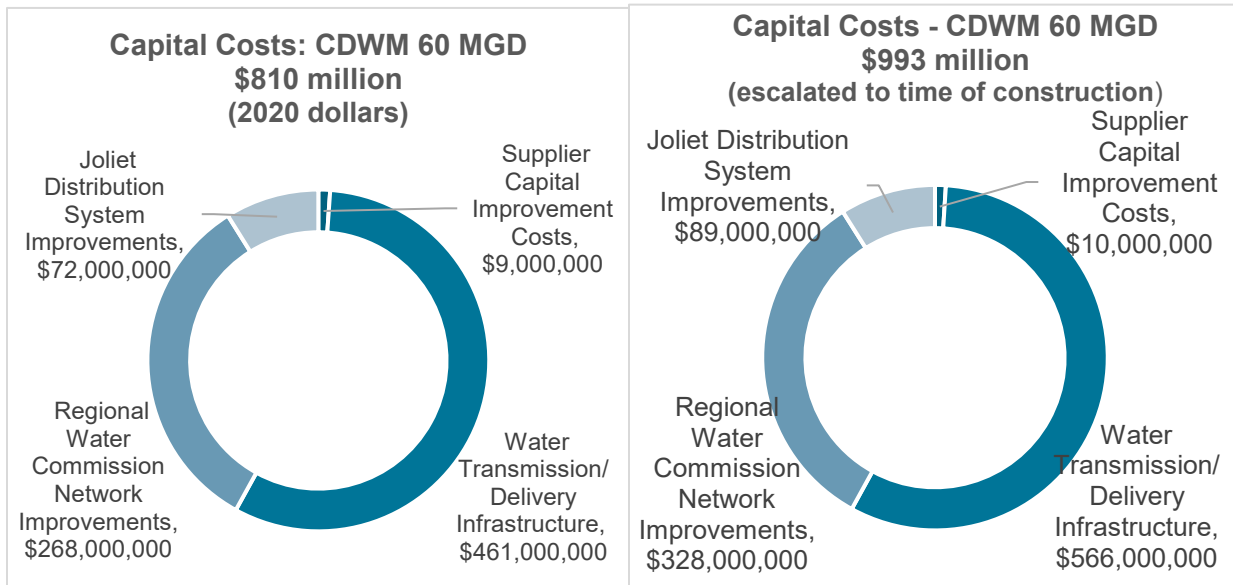 Capital Costs: CDWM 60 MGD
$810 million
(2020 dollars)
Joliet
Distribution
System
Improvements,
$72,000,000
Supplier
Capital
Improvement
Costs,
$9,000,000
Regional
Water
Commission
Network
Improvements,
$268,000,000
Water
Transmission/
Delivery
Infrastructure,
$461,000,000
Capital Costs - CDWM 60 MGD
$993 million
(escalated to time of construction)
Joliet Distribution
System
Improvements,
$89,000,000
Supplier
Capital
Improvement
Costs,
$10,000,000
Regional
Water
Commission
Network
Improvements,
$328,000,000
Water
Transmission/
Delivery
Infrastructure,
$566,000,000